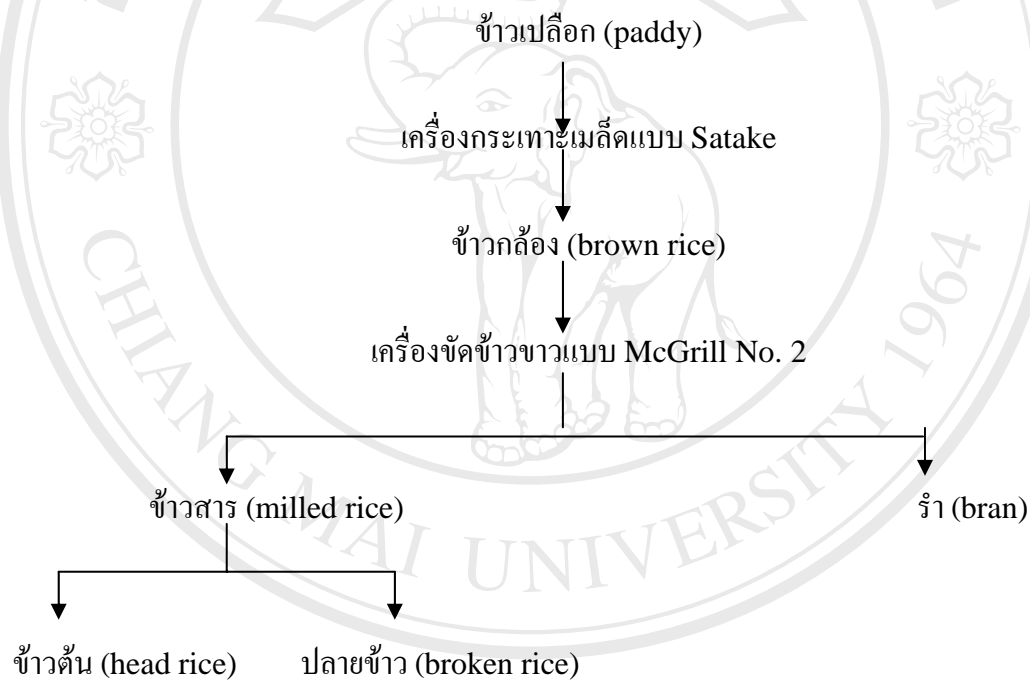 ข้าวเปลือก (paddy)
เครื่องกระเทาะเมล็ดแบบ Satake
ข้าวกล้อง (brown rice)
เครื่องขัดข้าวขาวแบบ McGrill No. 2
ข้าวสาร (milled rice)
รำ (bran)
ข้าวต้น (head rice)
ปลายข้าว (broken rice)
CHIANG MAI UNIVERSITY 1964